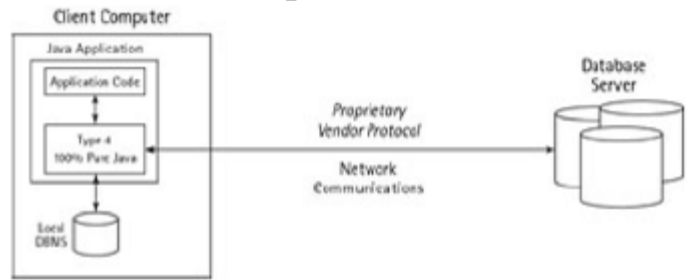 Client Computer
Java Application
Application Code
Type 4
100% Pure Java
Local
DBMS
Proprietary
Vendor Protocol
Network
Communications
Database
Server